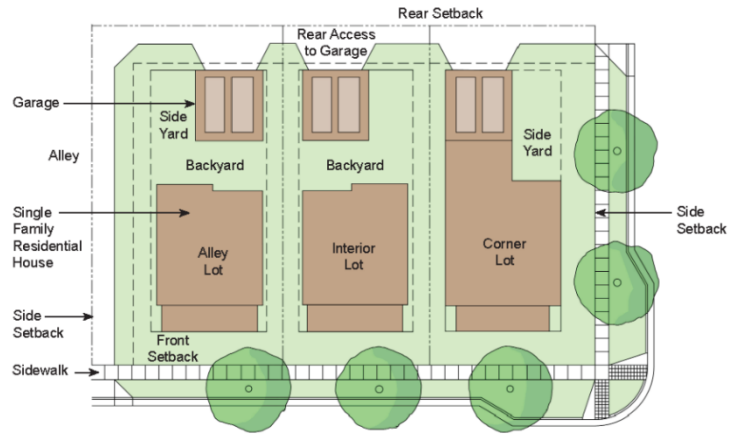 Rear Setback
Rear Access
to Garage
Garage
Side
Yard
Side
Yard
Alley
Backyard
Backyard
Single
Family
Residential
House
Side
Setback
Alley
Lot
Interior
Lot
Corner
Lot
Side
Setback
Front
Setback
Sidewalk